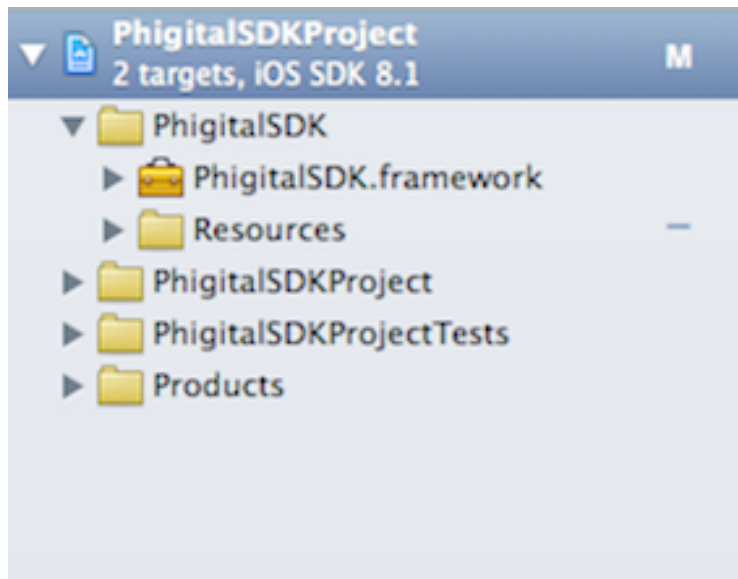 PhigitalSDKProject
2 targets, iOS SDK 8.1
M
PhigitalSDK
PhigitalSDK.framework
Resources
PhigitalSDKProject
PhigitalSDKProjectTests
Products